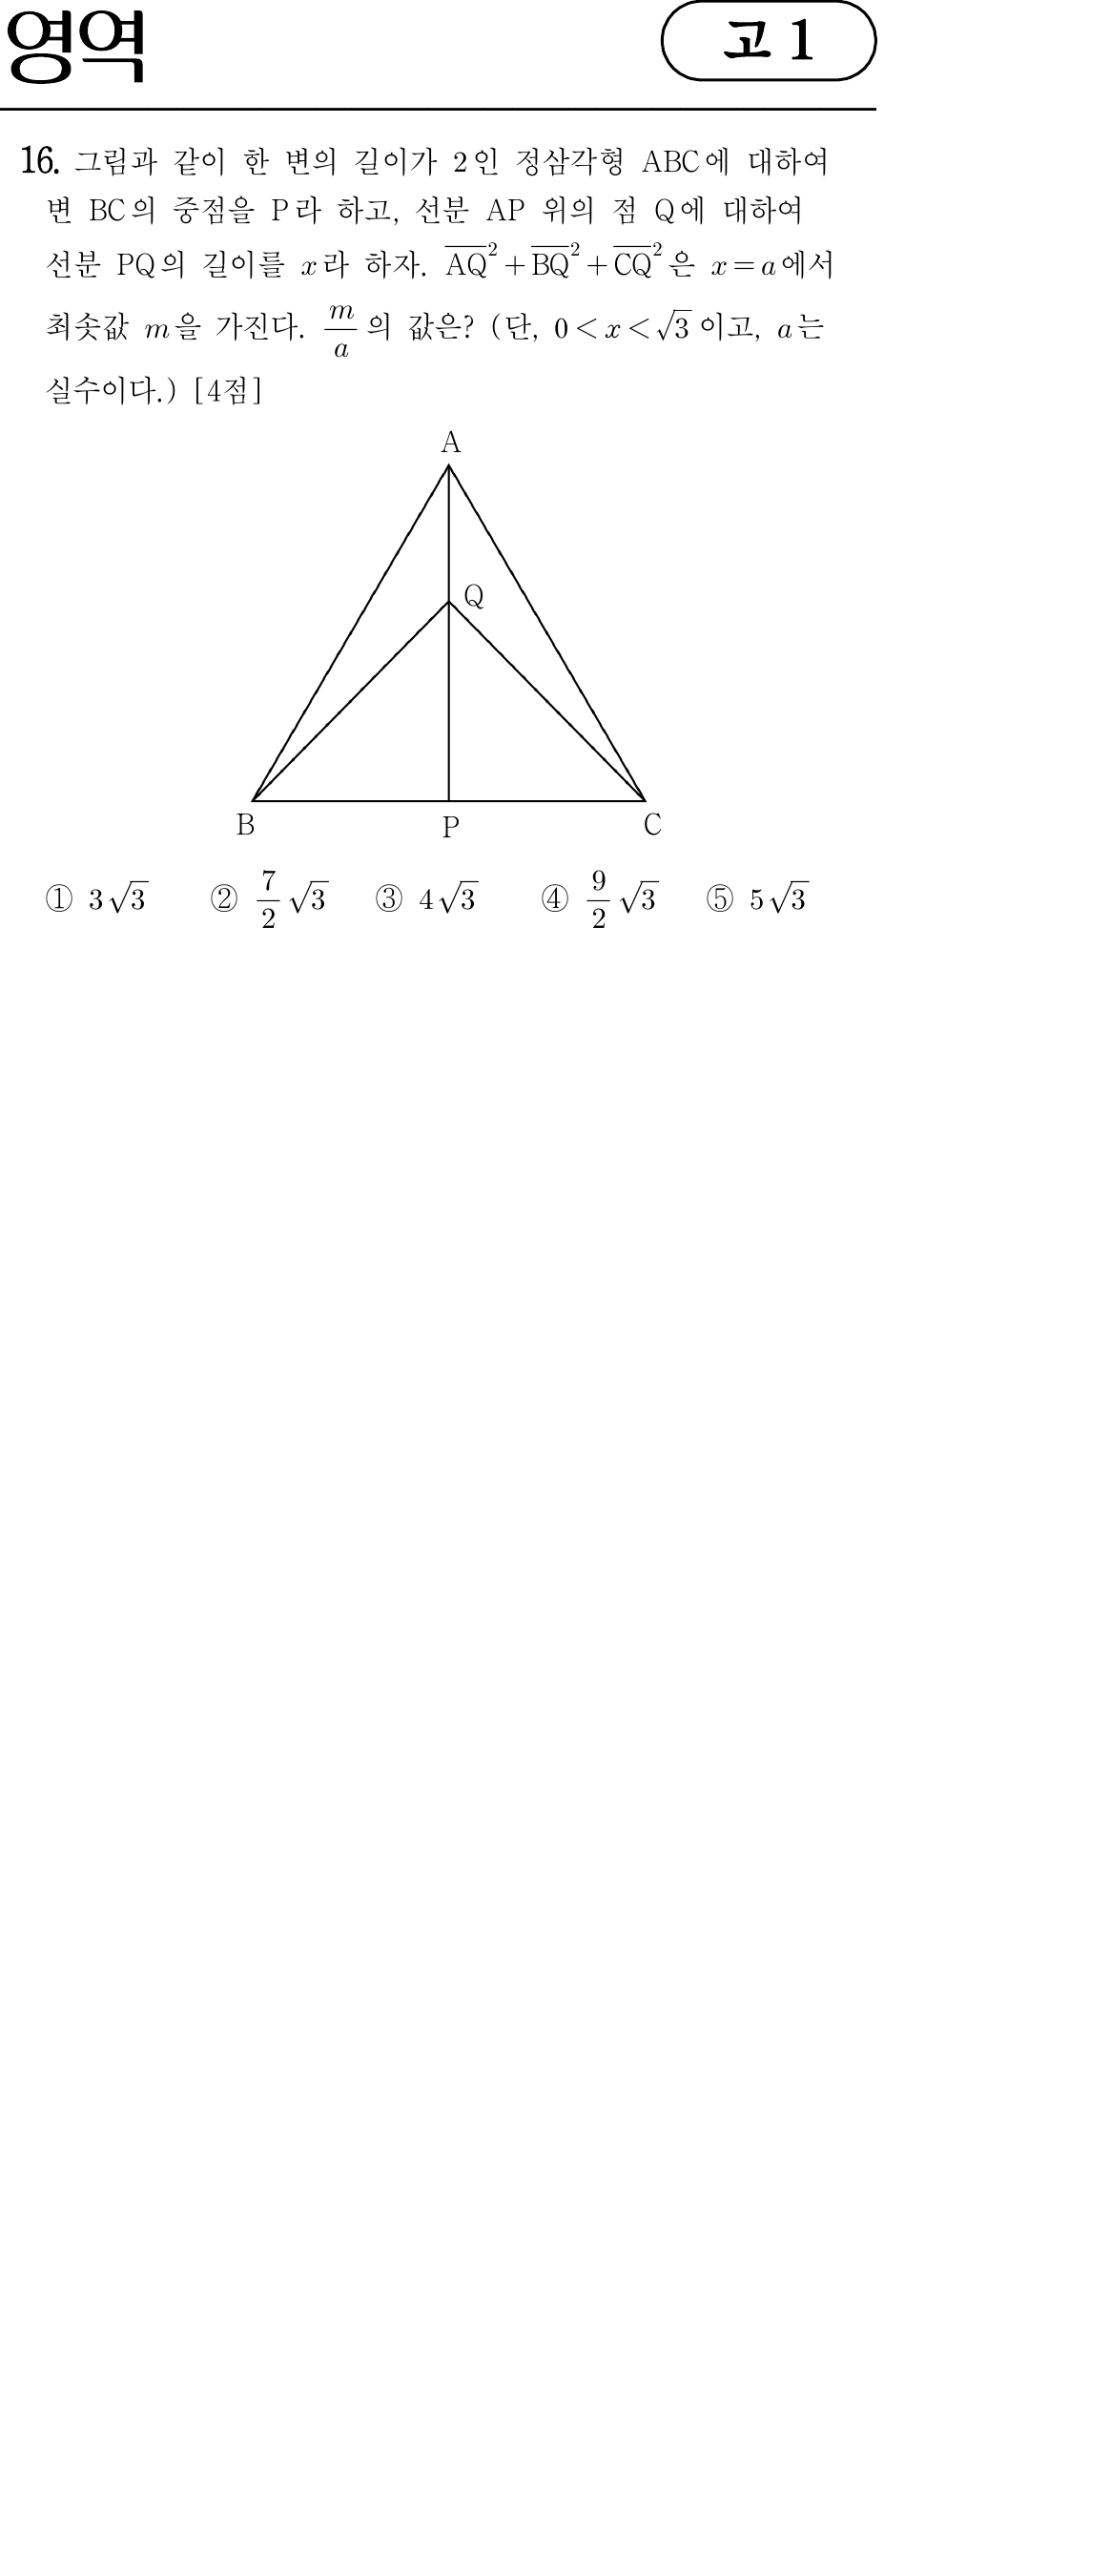 영역
고 1
16. 그림과 같이 한 변의 길이가 2인 정삼각형 ABC에 대하여
변 BC의 중점을 P라 하고, 선분 AP 위의 점 Q에 대하여
선분 PQ의 길이를 x라 하자. \overline{AQ}^2+\overline{BQ}^2+\overline{CQ}^2은 x=a에서
최솟값 m을 가진다. \frac{m}{a}의 값은? (단, 0<x<√3 이고, a는
실수이다.) [4점]
A
Q
B
P
C
① 3√3 ② \frac{7}{2}√3 ③ 4√3 ④ \frac{9}{2}√3 ⑤ 5√3